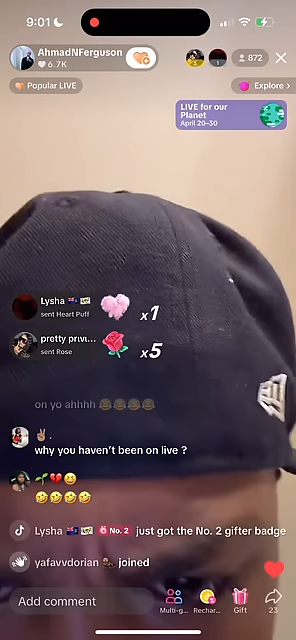 9:01
AhmadNFerguson
6.7K
872
Popular LIVE
Explore >
LIVE for our
Planet
April 20–30
Lysha
sent Heart Puff
x1
pretty privi...
sent Rose
x5
on yo ahhhh
why you haven't been on live ?
Lysha No. 2 just got the No. 2 gifter badge
yafavvdorian joined
Add comment
Multi-g...
Rechar...
Gift
23